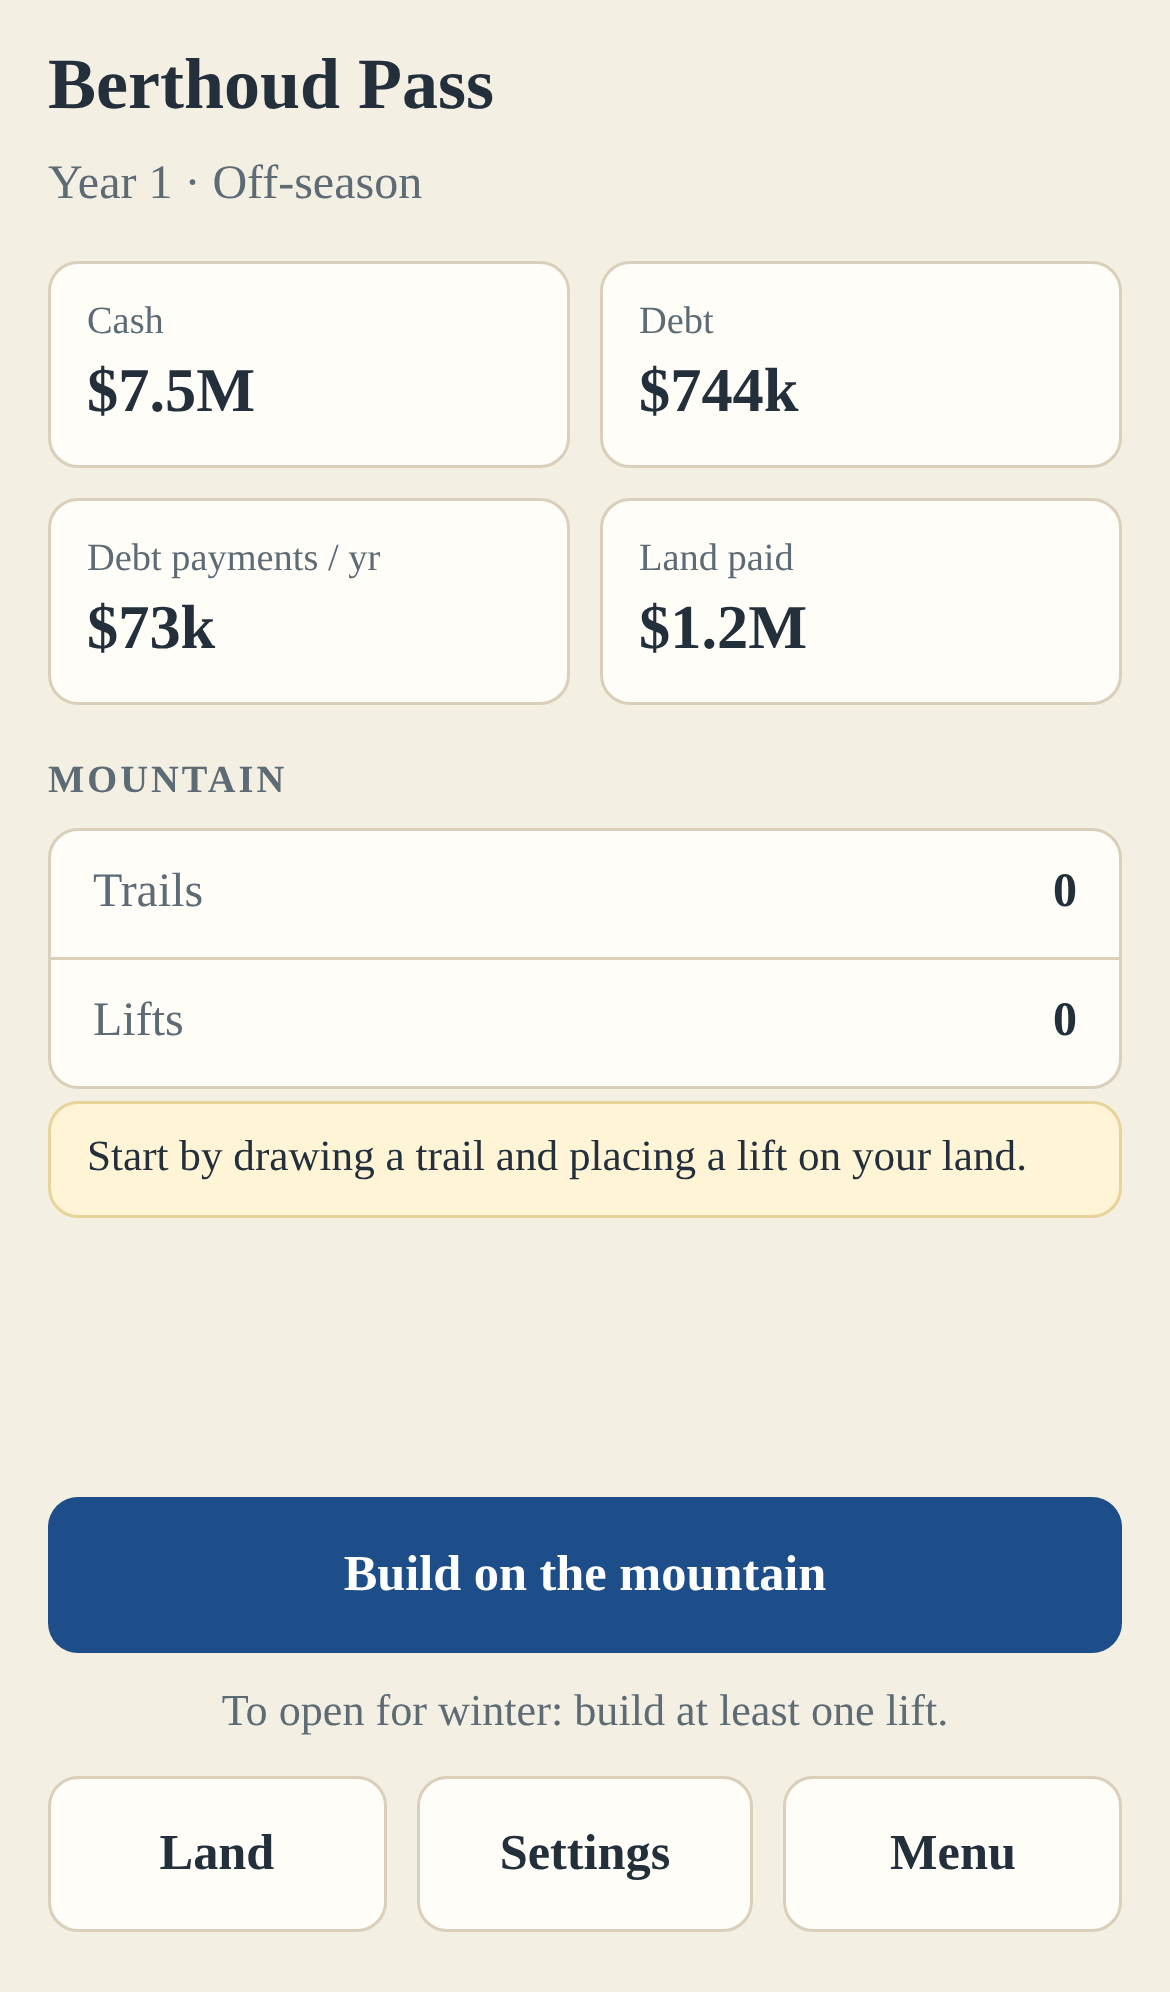 Berthoud Pass
Year 1 · Off-season
Cash
$7.5M
Debt
$744k
Debt payments / yr
$73k
Land paid
$1.2M
MOUNTAIN
Trails 0
Lifts 0
Start by drawing a trail and placing a lift on your land.
Build on the mountain
To open for winter: build at least one lift.
Land
Settings
Menu